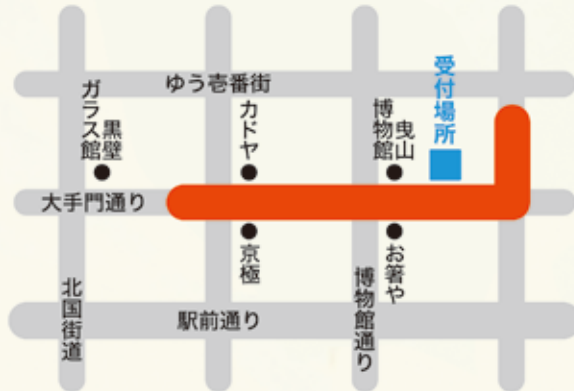 ゆう壱番街
受付場所
黒壁
ガラス館
カドヤ
曳山
博物館
大手門通り
京極
お箸や
北国街道
駅前通り
博物館通り